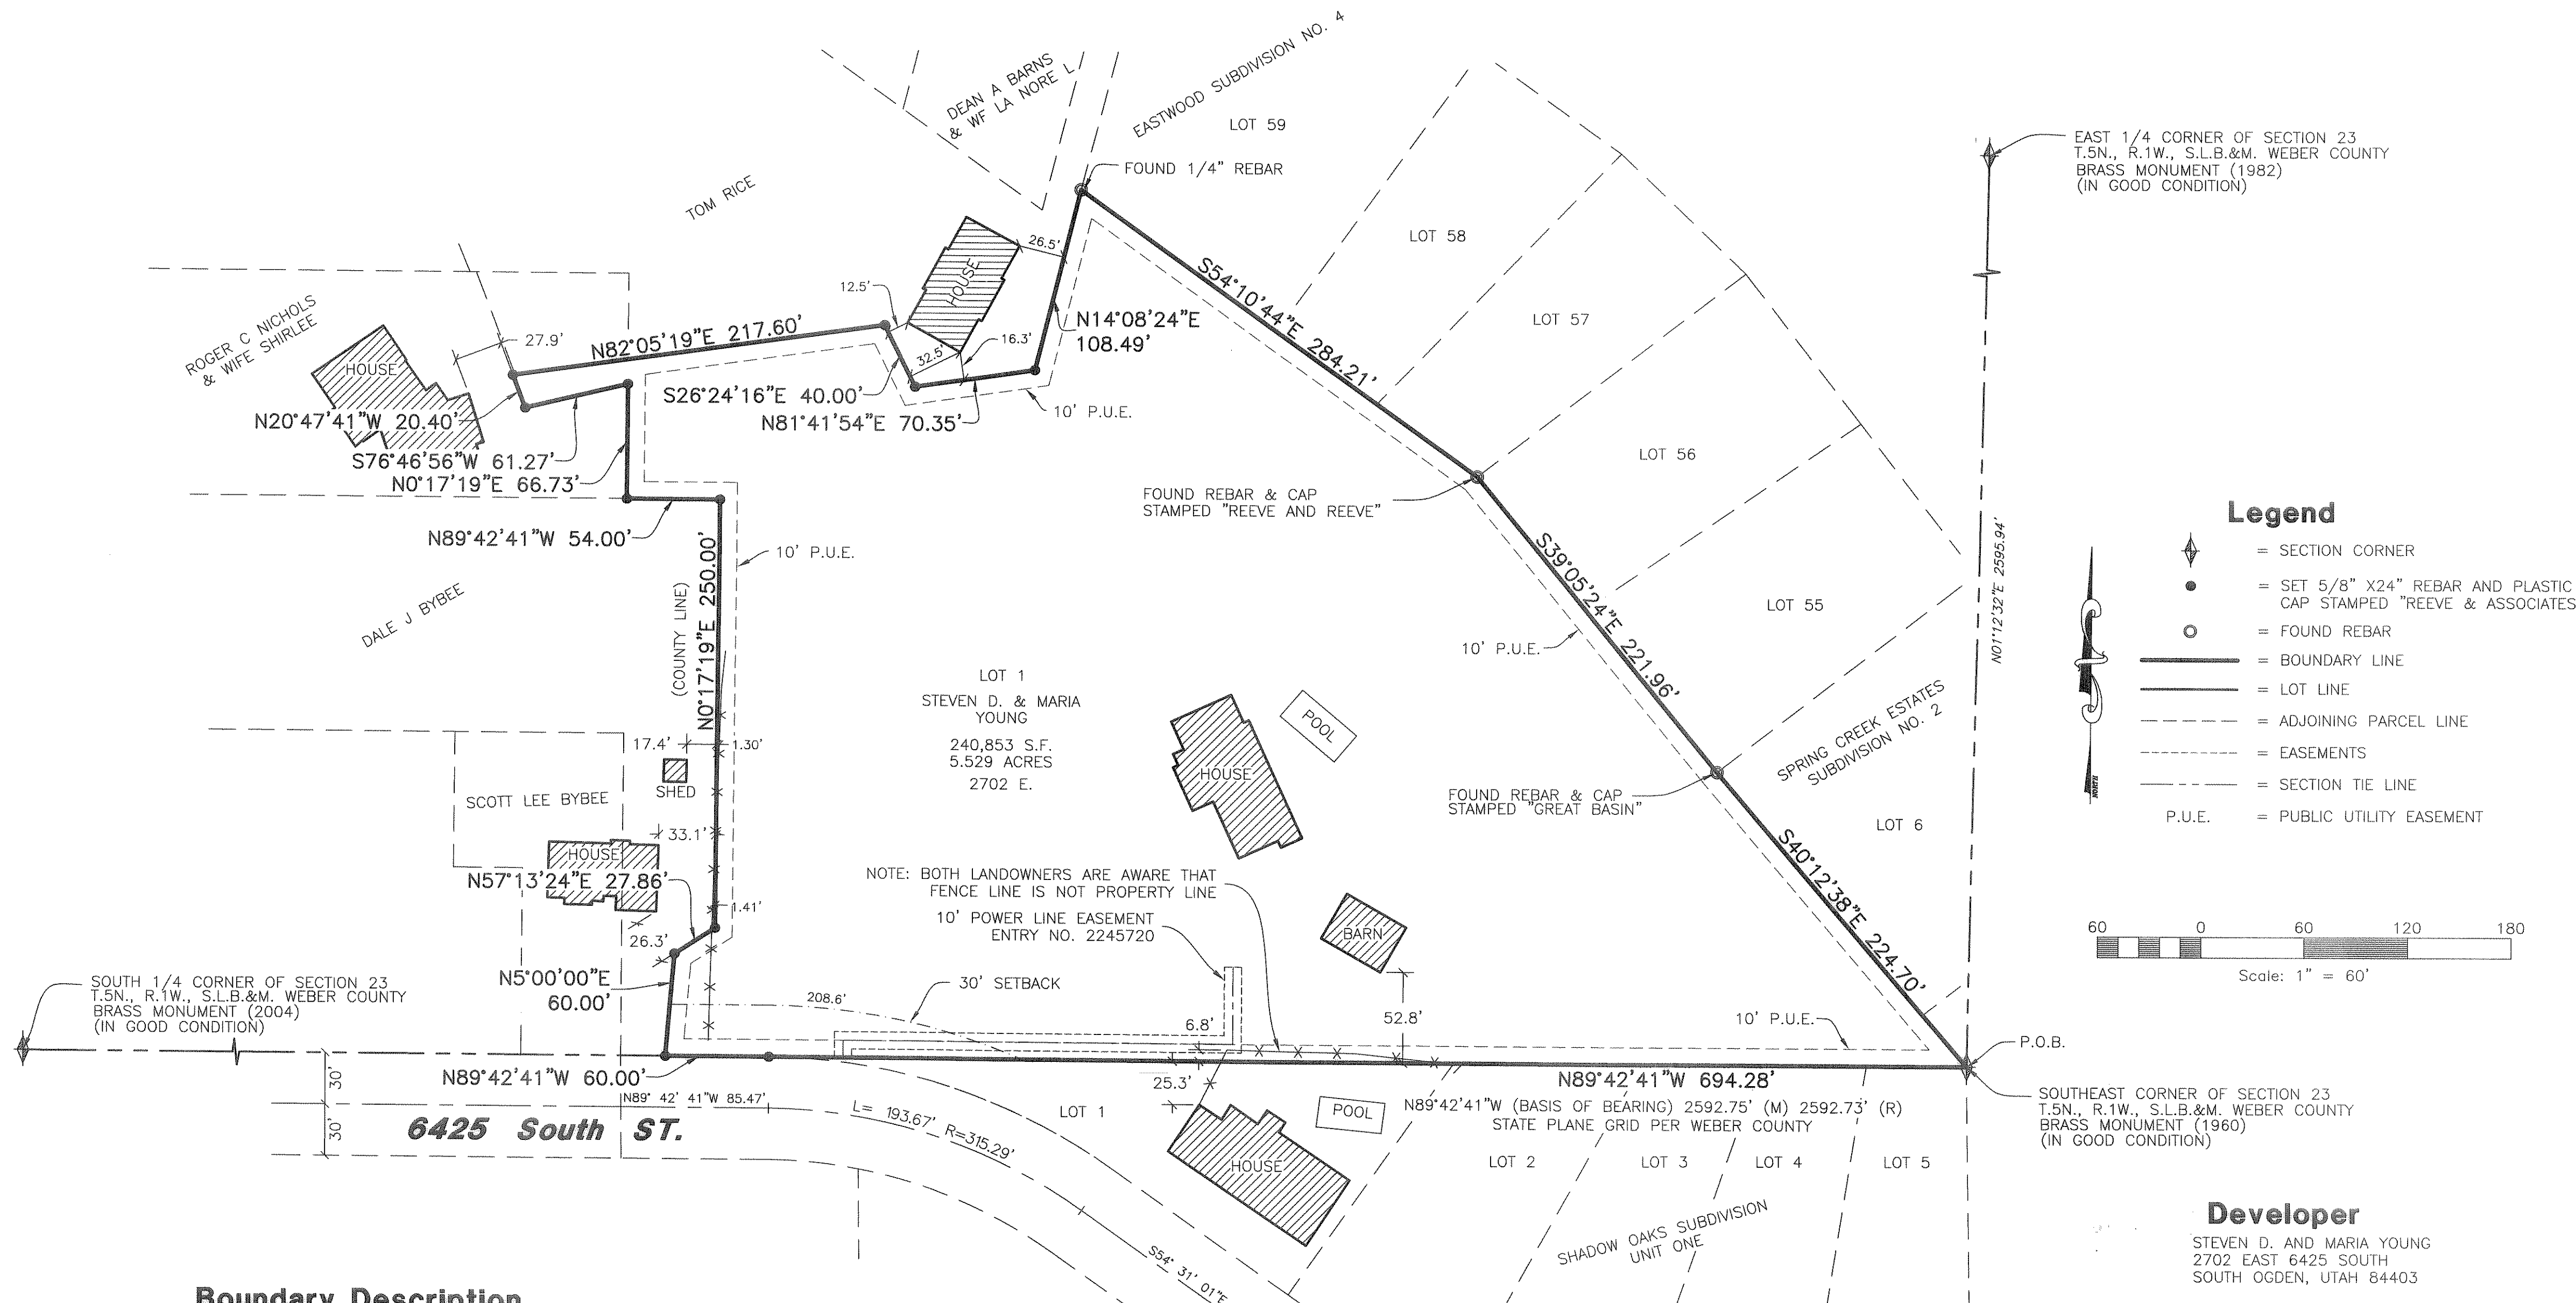 EASTWOOD SUBDIVISION NO. 4
DEAN A BARNS
& WF LA NORE L
LOT 59
FOUND 1/4" REBAR
EAST 1/4 CORNER OF SECTION 23
T.5N., R.1W., S.L.B.&M. WEBER COUNTY
BRASS MONUMENT (1982)
(IN GOOD CONDITION)
TOM RICE
LOT 58
26.5'
HOUSE
12.5'
ROGER C NICHOLS
& WIFE SHIRLEE
27.9'
HOUSE
N82°05'19"E 217.60'
32.5'
16.3'
N14°08'24"E
108.49'
S54°10'44"E 284.21'
LOT 57
S26°24'16"E 40.00'
N81°41'54"E 70.35'
10' P.U.E.
N20°47'41"W 20.40'
S76°46'56"W 61.27'
N0°17'19"E 66.73'
N89°42'41"W 54.00'
LOT 56
FOUND REBAR & CAP
STAMPED "REEVE AND REEVE"
10' P.U.E.
DALE J BYBEE
(COUNTY LINE)
N0°17'19"E 250.00'
S39°05'24"E 221.96'
10' P.U.E.
LOT 55
N01°12'32"E 2595.94'
Legend
= SECTION CORNER
= SET 5/8" X24" REBAR AND PLASTIC
CAP STAMPED "REEVE & ASSOCIATES
= FOUND REBAR
= BOUNDARY LINE
= LOT LINE
= ADJOINING PARCEL LINE
= EASEMENTS
= SECTION TIE LINE
P.U.E. = PUBLIC UTILITY EASEMENT
LOT 1
STEVEN D. & MARIA
YOUNG
240,853 S.F.
5.529 ACRES
2702 E.
POOL
HOUSE
SPRING CREEK ESTATES
SUBDIVISION NO. 2
17.4'
1.30'
SHED
SCOTT LEE BYBEE
33.1'
HOUSE
N57°13'24"E 27.86'
1.41'
26.3'
FOUND REBAR & CAP
STAMPED "GREAT BASIN"
LOT 6
S40°12'38"E 224.70'
NOTE: BOTH LANDOWNERS ARE AWARE THAT
FENCE LINE IS NOT PROPERTY LINE
10' POWER LINE EASEMENT
ENTRY NO. 2245720
BARN
60 0 60 120 180
Scale: 1" = 60'
SOUTH 1/4 CORNER OF SECTION 23
T.5N., R.1W., S.L.B.&M. WEBER COUNTY
BRASS MONUMENT (2004)
(IN GOOD CONDITION)
N5°00'00"E
60.00'
208.6'
30' SETBACK
6.8'
52.8'
10' P.U.E.
P.O.B.
30'
30'
N89°42'41"W 60.00'
N89° 42' 41"W 85.47'
25.3'
N89°42'41"W 694.28'
N89°42'41"W (BASIS OF BEARING) 2592.75' (M) 2592.73' (R)
STATE PLANE GRID PER WEBER COUNTY
SOUTHEAST CORNER OF SECTION 23
T.5N., R.1W., S.L.B.&M. WEBER COUNTY
BRASS MONUMENT (1960)
(IN GOOD CONDITION)
6425 South ST.
L= 193.67' R=315.29'
LOT 1
POOL
HOUSE
LOT 2
LOT 3
LOT 4
LOT 5
SHADOW OAKS SUBDIVISION
UNIT ONE
S54° 31' 01"E
Developer
STEVEN D. AND MARIA YOUNG
2702 EAST 6425 SOUTH
SOUTH OGDEN, UTAH 84403
Boundary Description